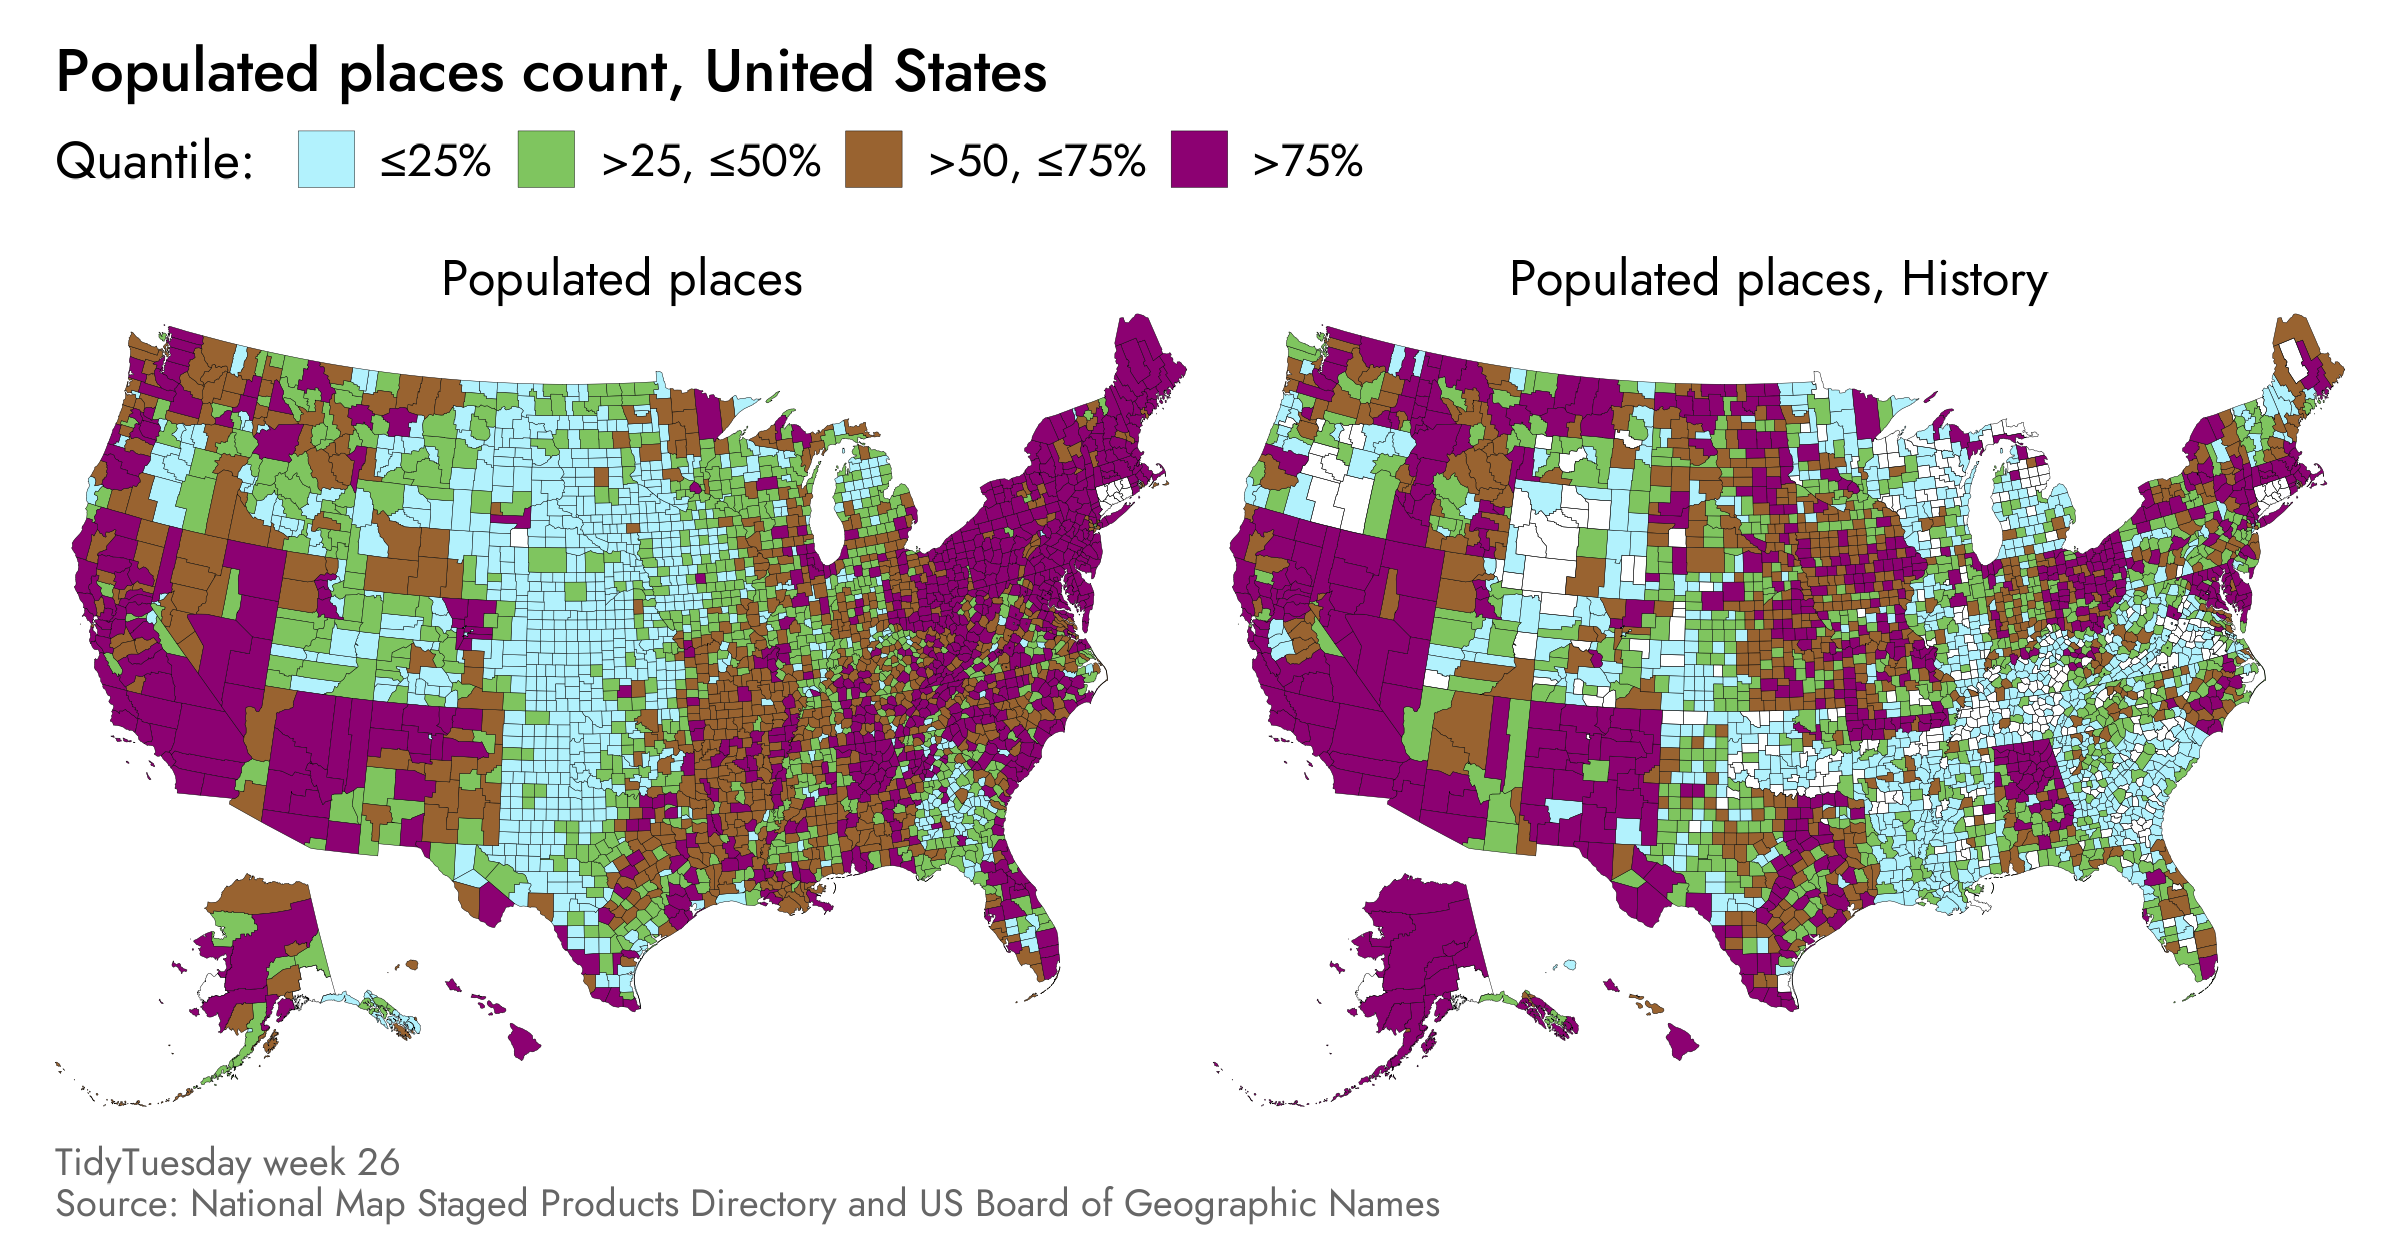 Populated places count, United States
Quantile: ≤25% >25, ≤50% >50, ≤75% >75%
Populated places
Populated places, History
TidyTuesday week 26
Source: National Map Staged Products Directory and US Board of Geographic Names